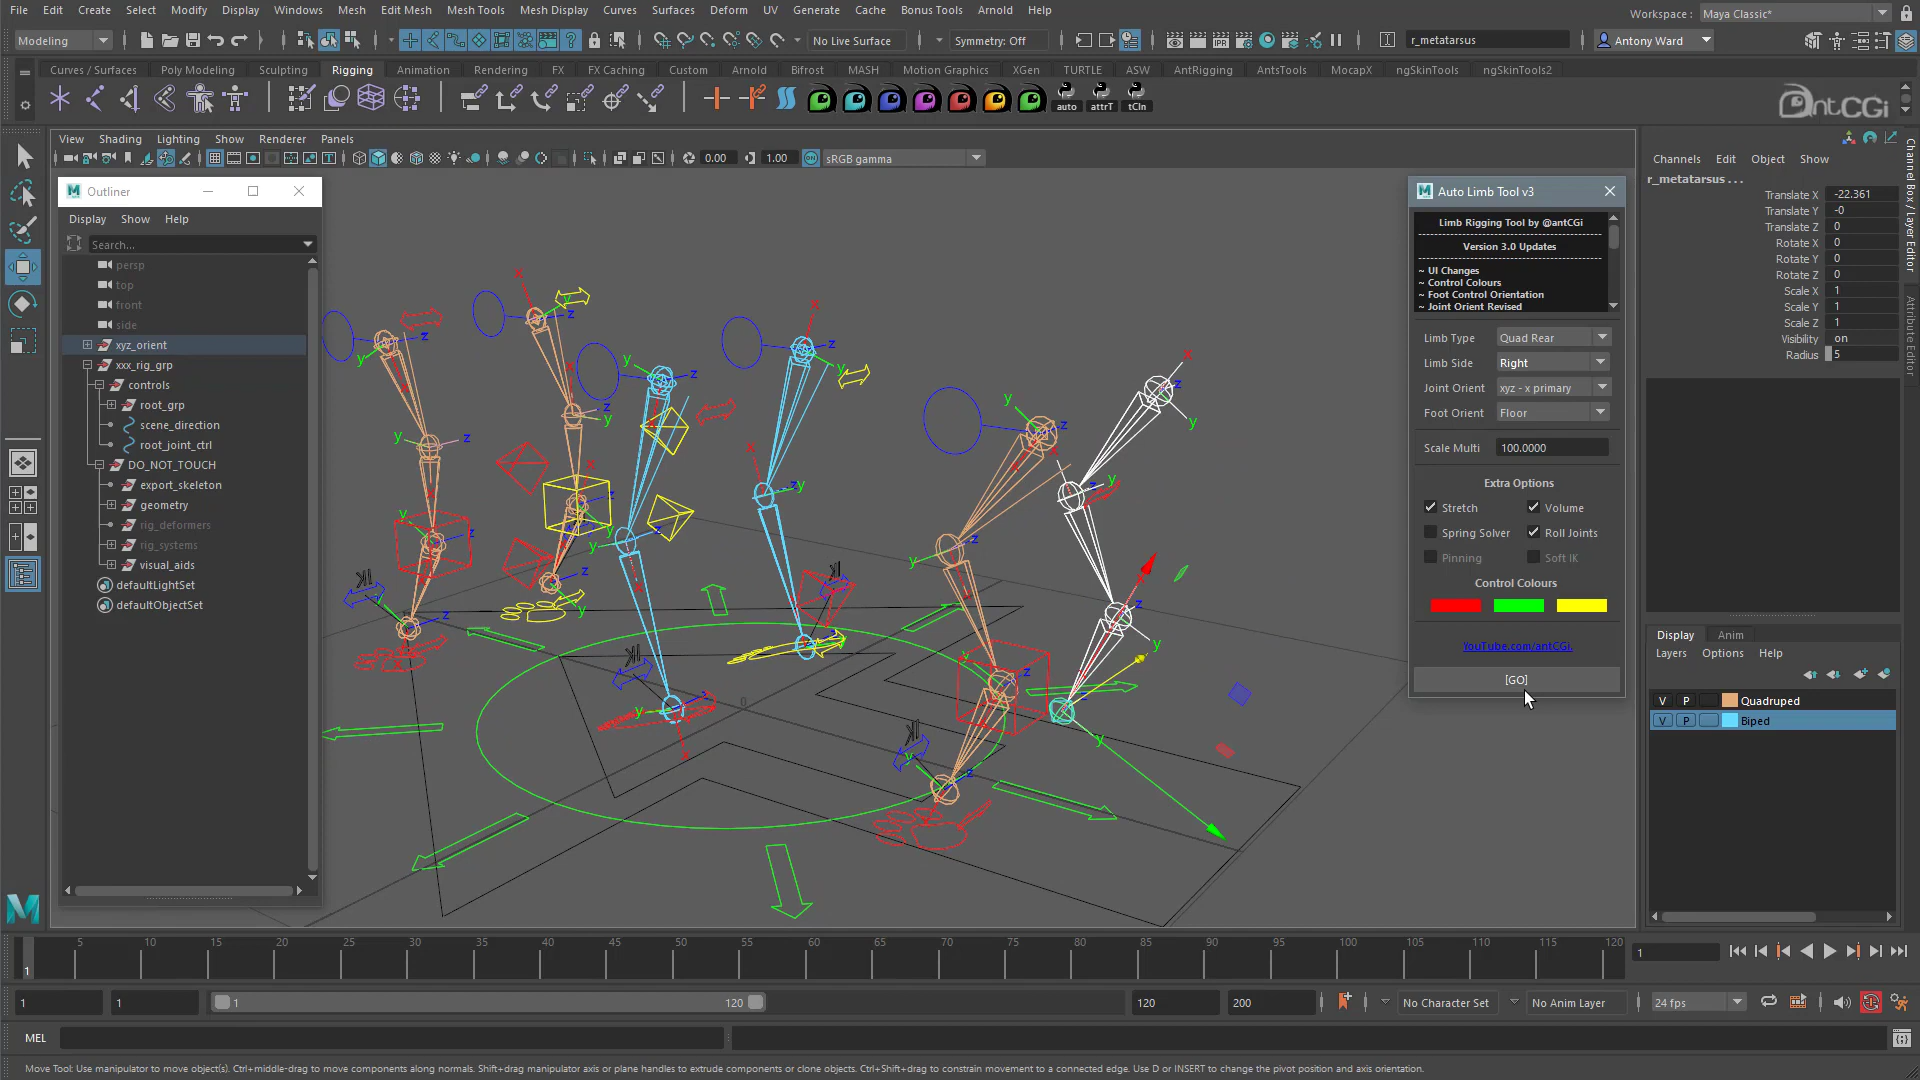 File Edit Create Select Modify Display Windows Mesh Edit Mesh Mesh Tools Mesh Display Curves Surfaces Deform UV Generate Cache Bonus Tools Arnold Help
Workspace : Maya Classic*
Modeling
No Live Surface
Symmetry: Off
IPR
r_metatarsus
Antony Ward
Curves / Surfaces Poly Modeling Sculpting Rigging Animation Rendering FX FX Caching Custom Arnold Bifrost MASH Motion Graphics XGen TURTLE ASW AntRigging AntsTools MocapX ngSkinTools ngSkinTools2
auto attrT tCln
antCGi
View Shading Lighting Show Renderer Panels
0.00 1.00 ON sRGB gamma
Outliner
Display Show Help
Search...
persp
top
front
side
xyz_orient
xxx_rig_grp
controls
root_grp
scene_direction
root_joint_ctrl
DO_NOT_TOUCH
export_skeleton
geometry
rig_deformers
rig_systems
visual_aids
defaultLightSet
defaultObjectSet
Auto Limb Tool v3
Limb Rigging Tool by @antCGi
Version 3.0 Updates
~ UI Changes
~ Control Colours
~ Foot Control Orientation
~ Joint Orient Revised
Limb Type Quad Rear
Limb Side Right
Joint Orient xyz - x primary
Foot Orient Floor
Scale Multi 100.0000
Extra Options
Stretch Volume
Spring Solver Roll Joints
Pinning Soft IK
Control Colours
YouTube.com/antCGi.
[GO]
Channels Edit Object Show
r_metatarsus . . .
Translate X -22.361
Translate Y -0
Translate Z 0
Rotate X 0
Rotate Y 0
Rotate Z 0
Scale X 1
Scale Y 1
Scale Z 1
Visibility on
Radius 5
Channel Box / Layer Editor
Attribute Editor
Display Anim
Layers Options Help
V P Quadruped
V P Biped
5 10 15 20 25 30 35 40 45 50 55 60 65 70 75 80 85 90 95 100 105 110 115 120
1
1
1 1 1 120 120 200 No Character Set No Anim Layer 24 fps
MEL
Move Tool: Use manipulator to move object(s). Ctrl+middle-drag to move components along normals. Shift+drag manipulator axis or plane handles to extrude components or clone objects. Ctrl+Shift+drag to constrain movement to a connected edge. Use D or INSERT to change the pivot position and axis orientation.